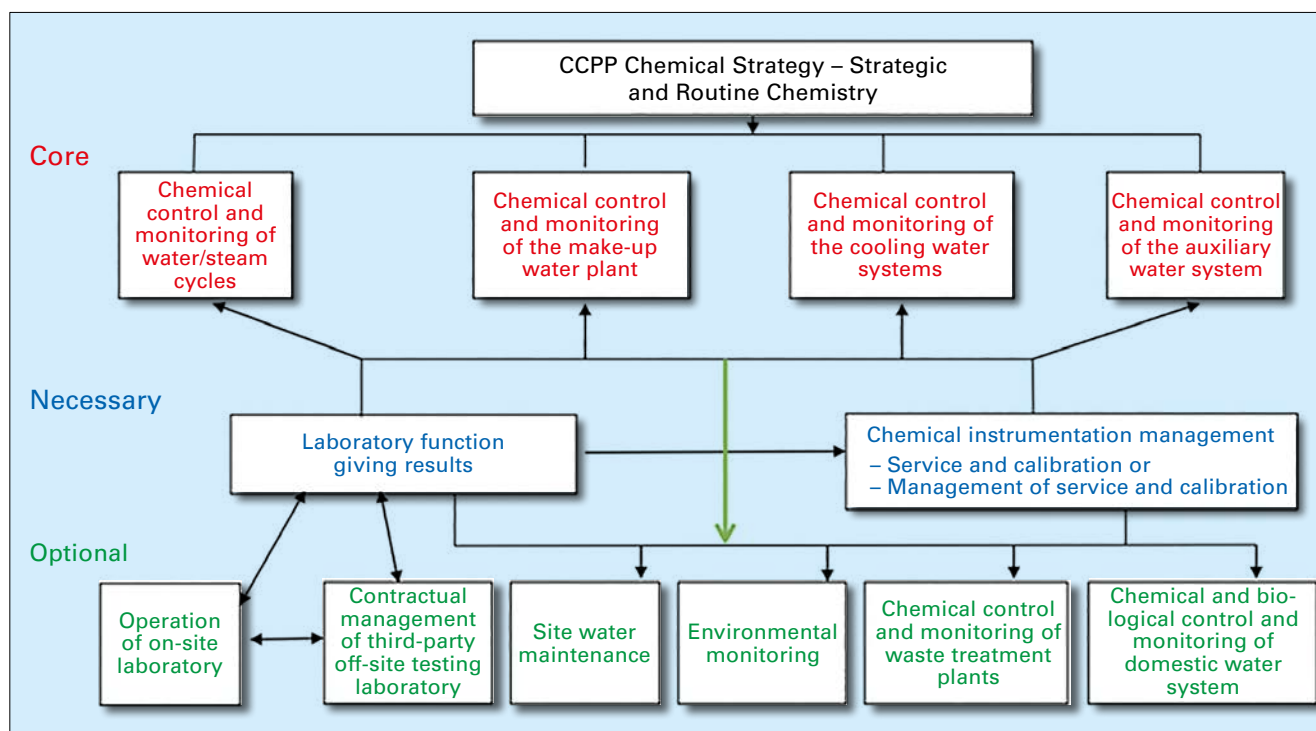 CCPP Chemical Strategy – Strategic
and Routine Chemistry
Core
Chemical
control and
monitoring of
water/steam
cycles
Chemical control
and monitoring
of the make-up
water plant
Chemical control
and monitoring of
the cooling water
systems
Chemical control
and monitoring
of the auxiliary
water system
Necessary
Laboratory function
giving results
Chemical instrumentation management
– Service and calibration or
– Management of service and calibration
Optional
Operation
of on-site
laboratory
Contractual
management
of third-party
off-site testing
laboratory
Site water
maintenance
Environmental
monitoring
Chemical control
and monitoring of
waste treatment
plants
Chemical and bio-
logical control and
monitoring of
domestic water
system